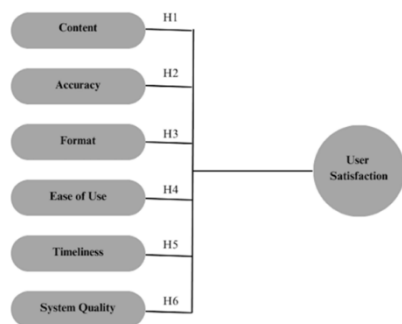 Content
H1
Accuracy
H2
Format
H3
Ease of Use
H4
Timeliness
H5
System Quality
H6
User
Satisfaction